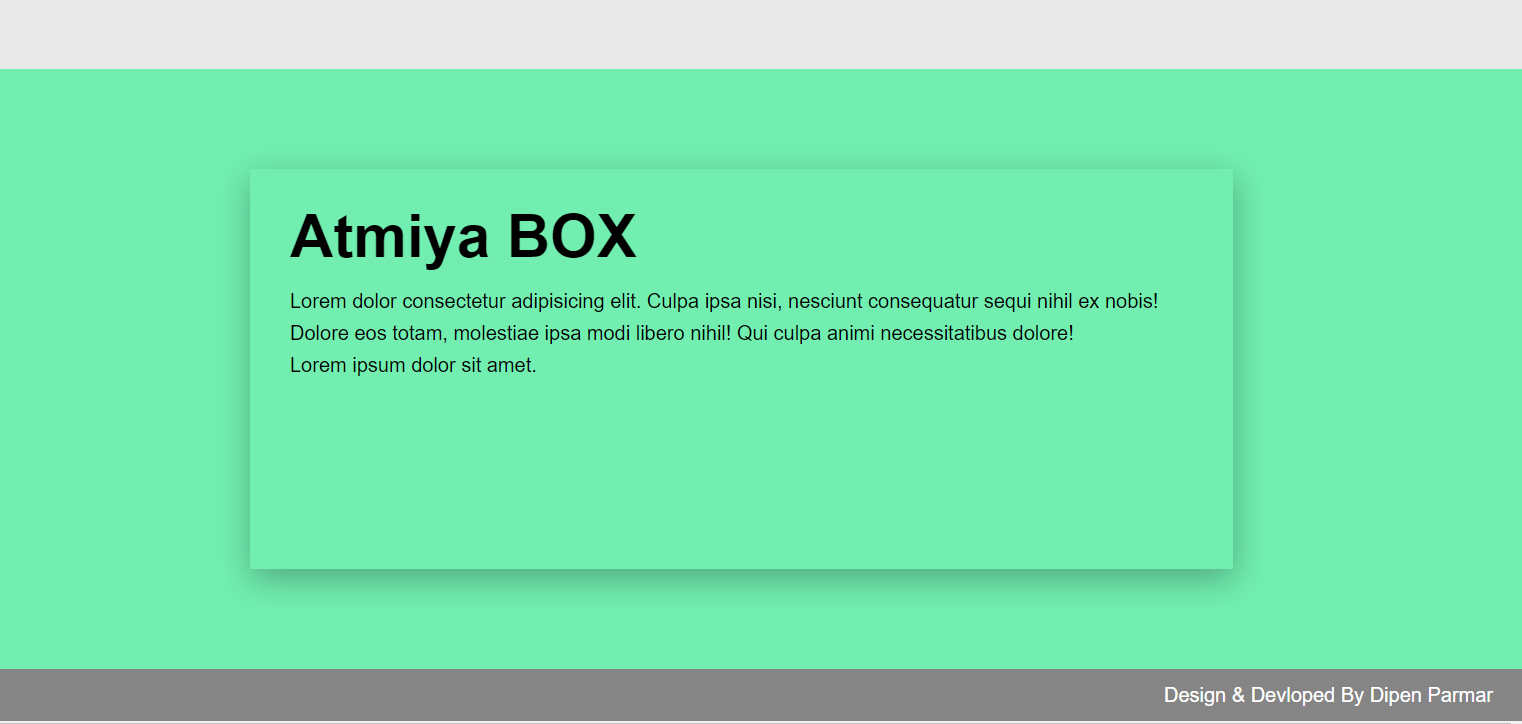 Atmiya BOX
Lorem dolor consectetur adipisicing elit. Culpa ipsa nisi, nesciunt consequatur sequi nihil ex nobis!
Dolore eos totam, molestiae ipsa modi libero nihil! Qui culpa animi necessitatibus dolore!
Lorem ipsum dolor sit amet.
Design & Devloped By Dipen Parmar